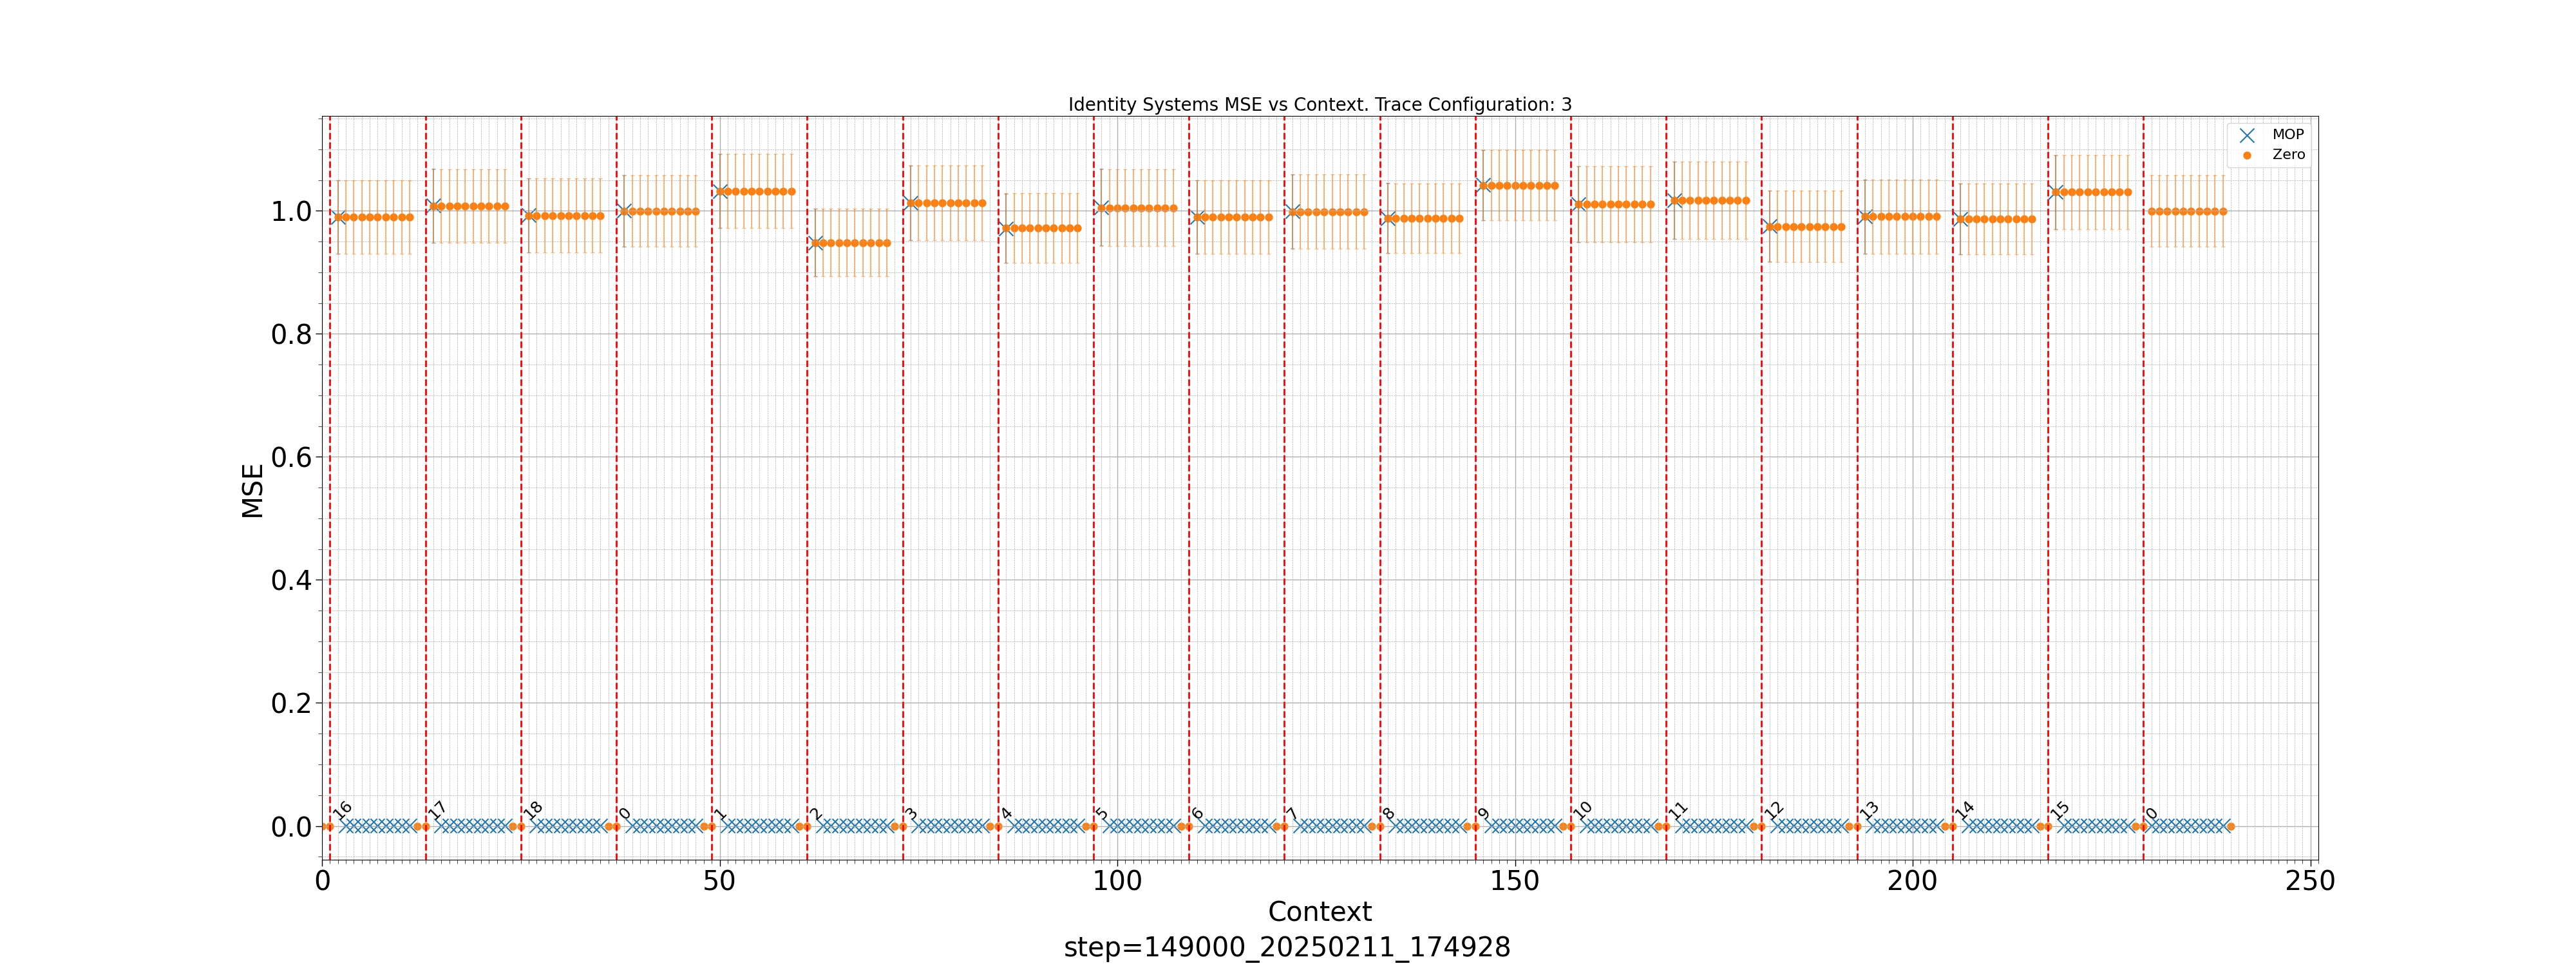 Identity Systems MSE vs Context. Trace Configuration: 3
MOP
Zero
1.0
0.8
0.6
0.4
0.2
0.0
MSE
16 17 18 0 1 2 3 4 5 6 7 8 9 10 11 12 13 14 15 0
0 50 100 150 200 250
Context
step=149000_20250211_174928